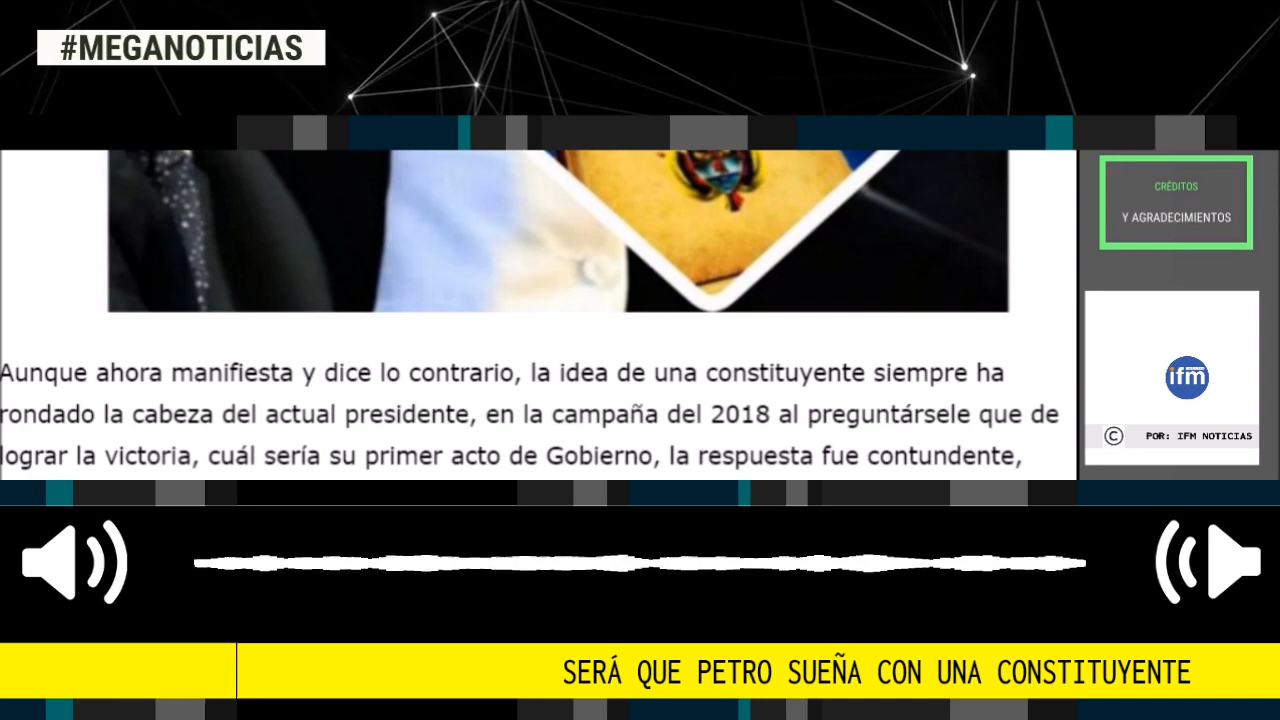 #MEGANOTICIAS
CRÉDITOS
Y AGRADECIMIENTOS
Aunque ahora manifiesta y dice lo contrario, la idea de una constituyente siempre ha
rondado la cabeza del actual presidente, en la campaña del 2018 al preguntársele que de
lograr la victoria, cuál sería su primer acto de Gobierno, la respuesta fue contundente,
ifm
© POR: IFM NOTICIAS
SERÁ QUE PETRO SUEÑA CON UNA CONSTITUYENTE